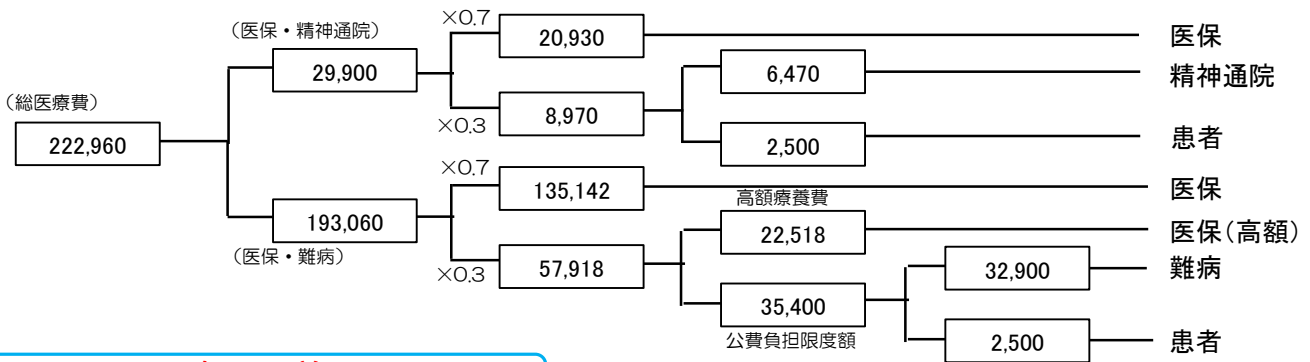 ×0.7
20,930
医保
(医保・精神通院)
29,900
6,470
精神通院
(総医療費)
×0.3
8,970
222,960
2,500
患者
×0.7
135,142
医保
高額療養費
193,060
22,518
医保(高額)
(医保・難病)
×0.3
57,918
32,900
難病
35,400
公費負担限度額
2,500
患者